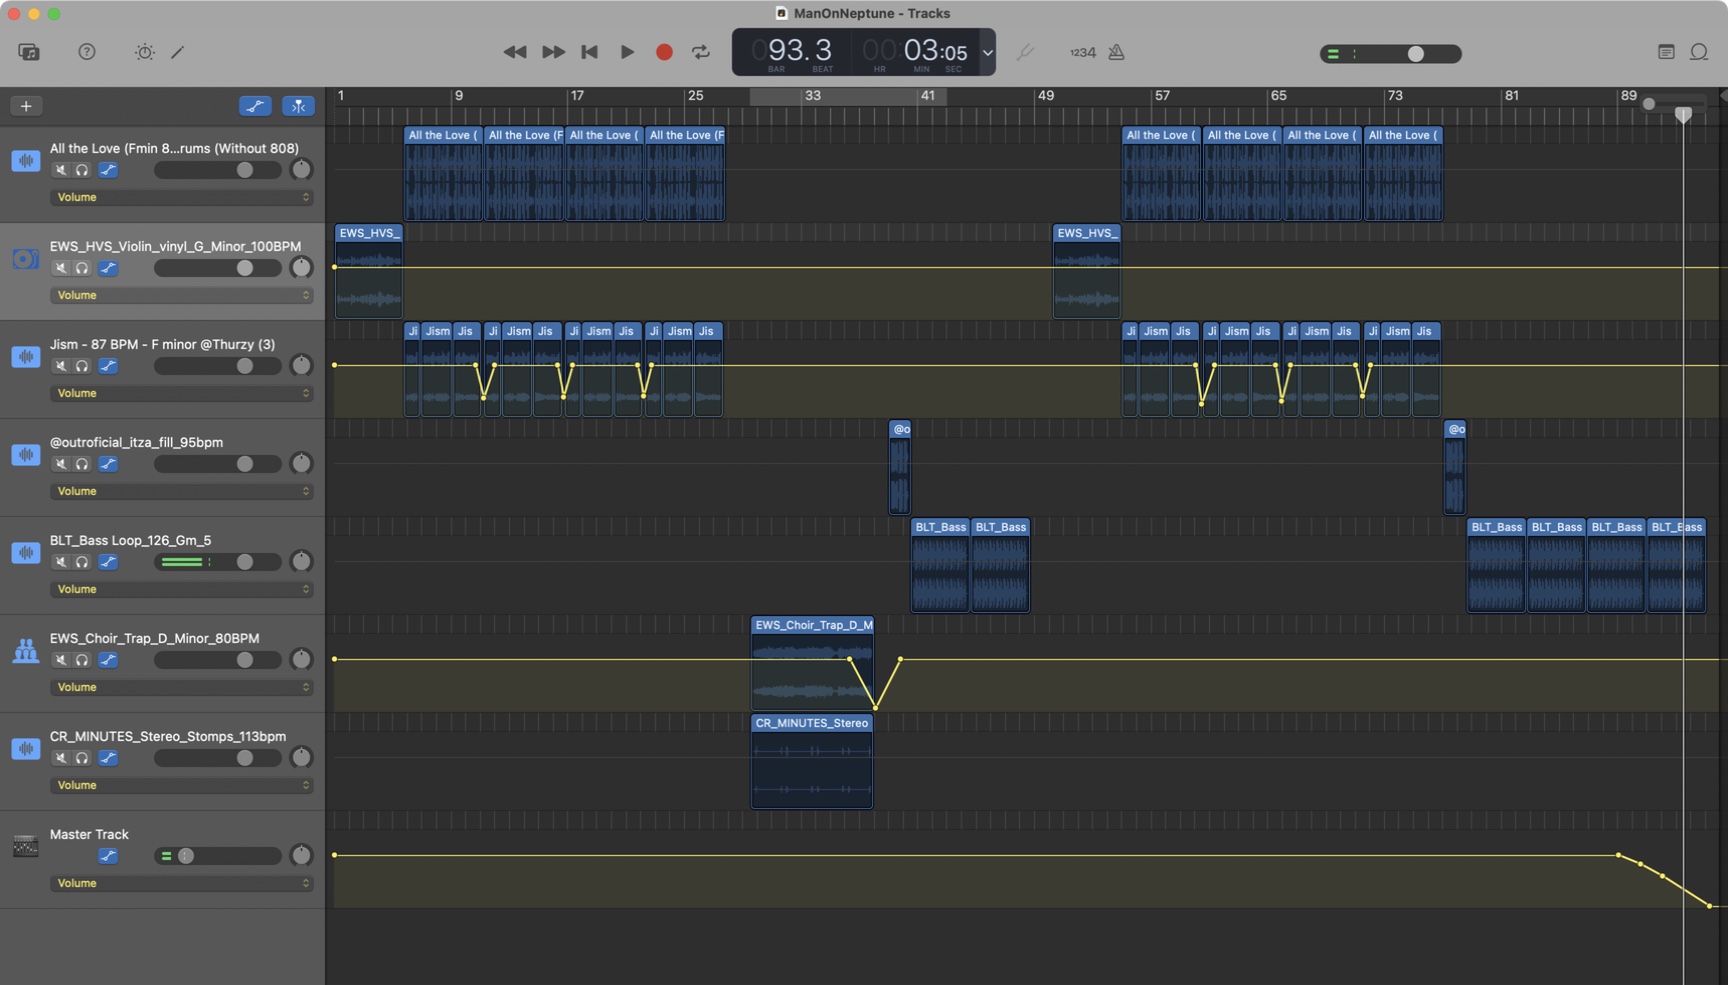 ManOnNeptune - Tracks
093.3
BAR BEAT
00:03:05
HR MIN SEC
1234
1 9 17 25 33 41 49 57 65 73 81 89
All the Love (Fmin 8...rums (Without 808)
Volume
All the Love ( All the Love (F All the Love ( All the Love (F All the Love ( All the Love ( All the Love ( All the Love (
EWS_HVS_Violin_vinyl_G_Minor_100BPM
Volume
EWS_HVS_ EWS_HVS_
Jism - 87 BPM - F minor @Thurzy (3)
Volume
Ji Jism Jis Ji Jism Jis Ji Jism Jis Ji Jism Jis Ji Jism Jis Ji Jism Jis Ji Jism Jis Ji Jism Jis
@outroficial_itza_fill_95bpm
Volume
@o @o
BLT_Bass Loop_126_Gm_5
Volume
BLT_Bass BLT_Bass BLT_Bass BLT_Bass BLT_Bass BLT_Bass
EWS_Choir_Trap_D_Minor_80BPM
Volume
EWS_Choir_Trap_D_M
CR_MINUTES_Stereo_Stomps_113bpm
Volume
CR_MINUTES_Stereo
Master Track
Volume